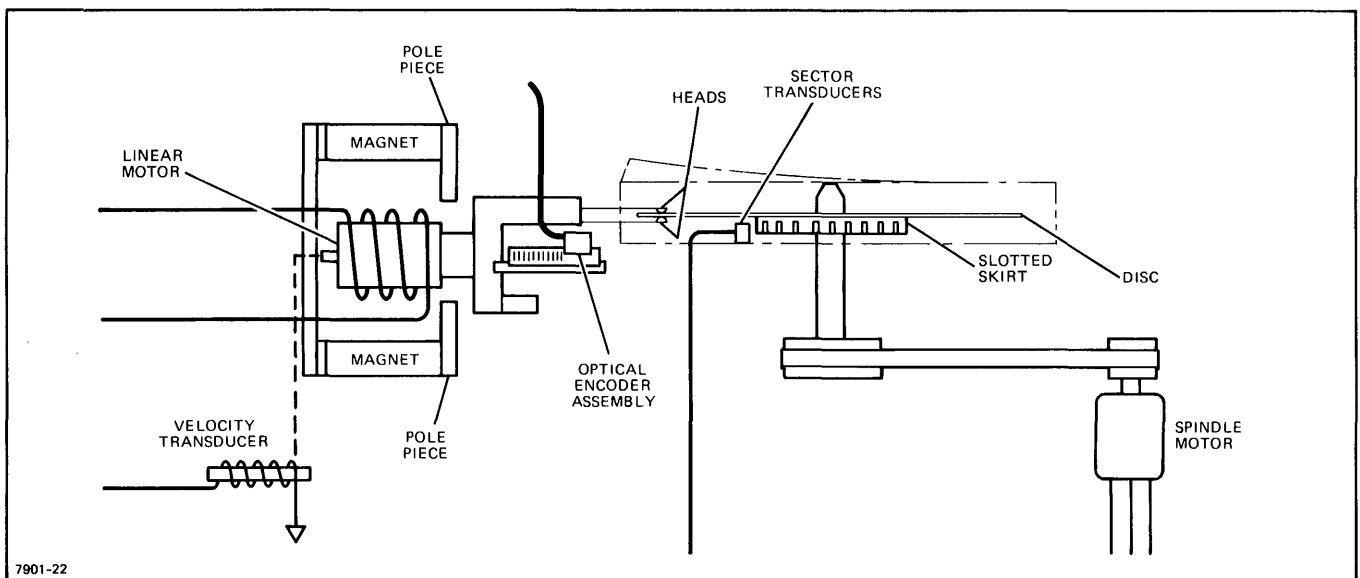 POLE
PIECE
SECTOR
TRANSDUCERS
HEADS
MAGNET
LINEAR
MOTOR
SLOTTED
SKIRT
DISC
MAGNET
OPTICAL
ENCODER
ASSEMBLY
VELOCITY
TRANSDUCER
POLE
PIECE
SPINDLE
MOTOR
7901-22